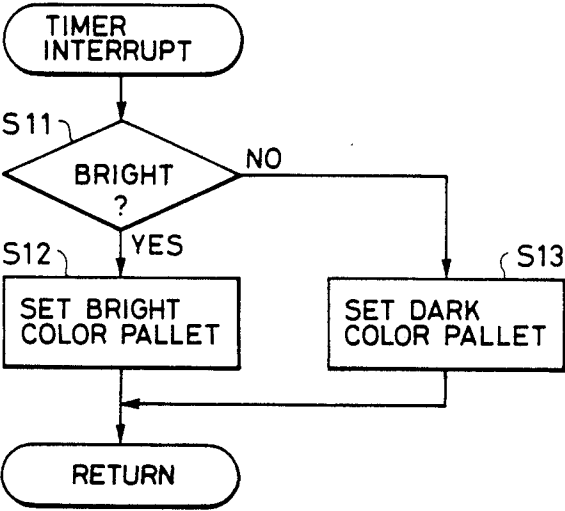 TIMER
INTERRUPT
S11
BRIGHT
?
NO
YES
S12
SET BRIGHT
COLOR PALLET
S13
SET DARK
COLOR PALLET
RETURN